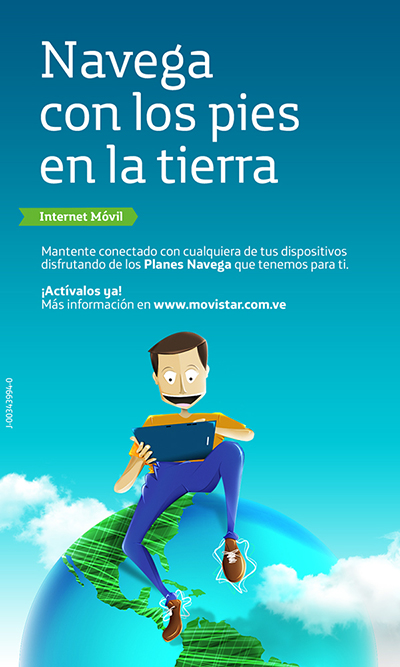 Navega
con los pies
en la tierra
Internet Móvil
Mantente conectado con cualquiera de tus dispositivos
disfrutando de los Planes Navega que tenemos para ti.
¡Actívalos ya!
Más información en www.movistar.com.ve
J-00343994-0